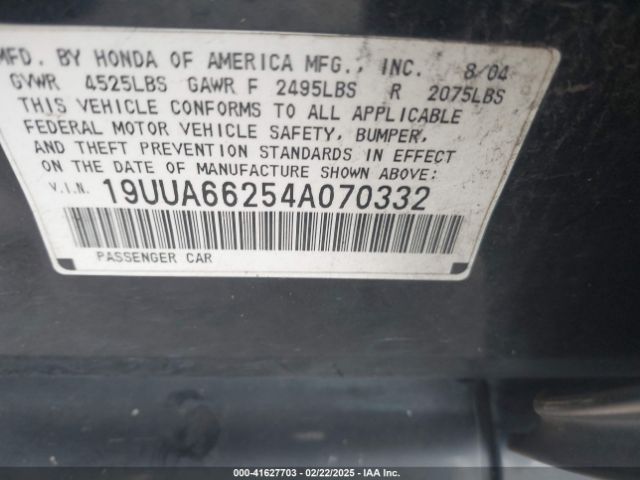 MFD. BY HONDA OF AMERICA MFG., INC. 8/04
GVWR 4525LBS GAWR F 2495LBS R 2075LBS
THIS VEHICLE CONFORMS TO ALL APPLICABLE
FEDERAL MOTOR VEHICLE SAFETY, BUMPER,
AND THEFT PREVENTION STANDARDS IN EFFECT
ON THE DATE OF MANUFACTURE SHOWN ABOVE.
V.I.N. 19UUA66254A070332
PASSENGER CAR
000-41627703 - 02/22/2025 - IAA Inc.